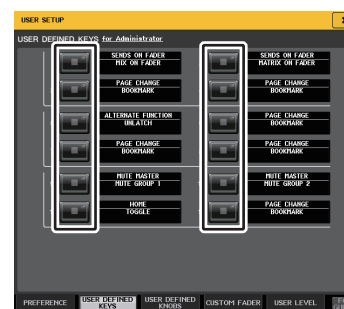 USER SETUP
USER DEFINED KEYS for Administrator
SENDS ON FADER
MIX ON FADER
SENDS ON FADER
MATRIX ON FADER
PAGE CHANGE
BOOKMARK
PAGE CHANGE
BOOKMARK
ALTERNATE FUNCTION
UNLATCH
PAGE CHANGE
BOOKMARK
PAGE CHANGE
BOOKMARK
PAGE CHANGE
BOOKMARK
MUTE MASTER
MUTE GROUP 1
MUTE MASTER
MUTE GROUP 2
HOME
TOGGLE
PAGE CHANGE
BOOKMARK
PREFERENCE
USER DEFINED
KEYS
USER DEFINED
KNOBS
CUSTOM FADER
USER LEVEL